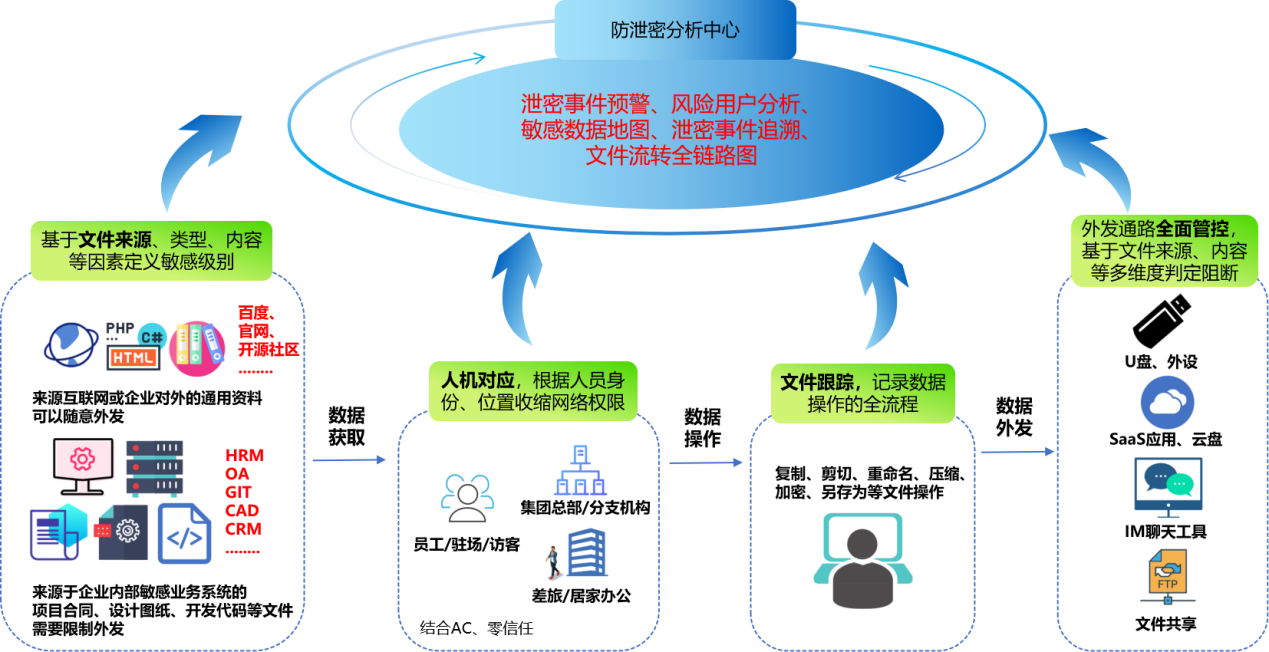 防泄密分析中心
泄密事件预警、风险用户分析、
敏感数据地图、泄密事件追溯、
文件流转全链路图
基于文件来源、类型、内容
等因素定义敏感级别
PHP
C#
HTML
百度、
官网、
开源社区
........
来源互联网或企业对外的通用资料
可以随意外发
HRM
OA
GIT
CAD
CRM
........
</>
来源于企业内部敏感业务系统的
项目合同、设计图纸、开发代码等文件
需要限制外发
数据
获取
人机对应，根据人员身
份、位置收缩网络权限
员工/驻场/访客
集团总部/分支机构
差旅/居家办公
结合AC、零信任
数据
操作
文件跟踪，记录数据
操作的全流程
复制、剪切、重命名、压缩、
加密、另存为等文件操作
数据
外发
外发通路全面管控，
基于文件来源、内容
等多维度判定阻断
U盘、外设
SaaS应用、云盘
IM聊天工具
FTP
文件共享